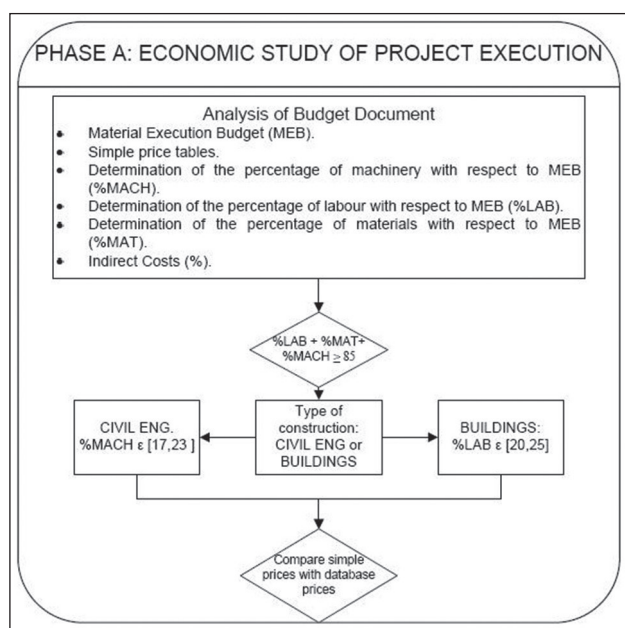 PHASE A: ECONOMIC STUDY OF PROJECT EXECUTION
Analysis of Budget Document
Material Execution Budget (MEB).
Simple price tables.
Determination of the percentage of machinery with respect to MEB
(%MACH).
Determination of the percentage of labour with respect to MEB (%LAB).
Determination of the percentage of materials with respect to MEB
(%MAT).
Indirect Costs (%).
%LAB + %MAT+
%MACH ≥ 85
CIVIL ENG.
%MACH ε [17,23 ]
Type of
construction:
CIVIL ENG or
BUILDINGS
BUILDINGS:
%LAB ε [20,25]
Compare simple
prices with database
prices